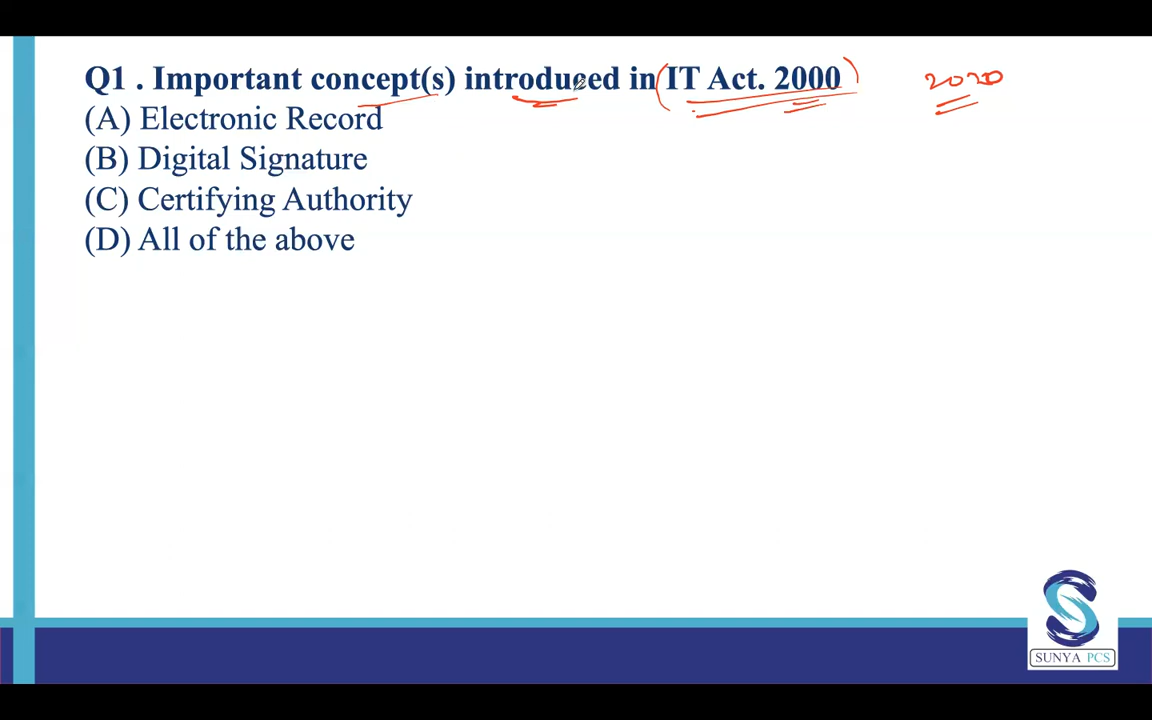 Q1 . Important concept(s) introduced in IT Act. 2000 2020
(A) Electronic Record
(B) Digital Signature
(C) Certifying Authority
(D) All of the above
SUNYA PCS